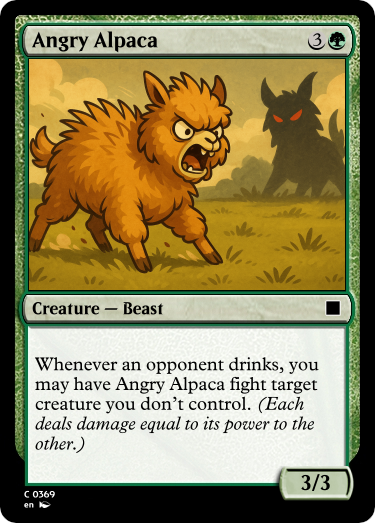 Angry Alpaca 3
Creature — Beast
Whenever an opponent drinks, you
may have Angry Alpaca fight target
creature you don't control. (Each
deals damage equal to its power to the
other.)
3/3
C 0369
en